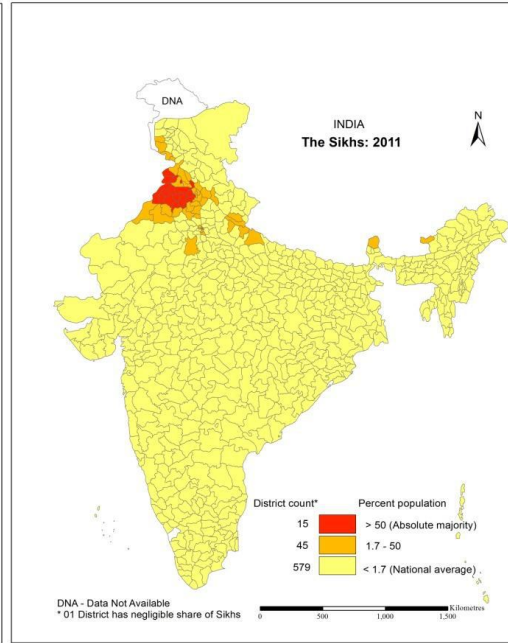 DNA
INDIA
The Sikhs: 2011
N
District count* Percent population
15 > 50 (Absolute majority)
45 1.7 - 50
579 < 1.7 (National average)
DNA - Data Not Available
* 01 District has negligible share of Sikhs
Kilometres
0 500 1,000 1,500